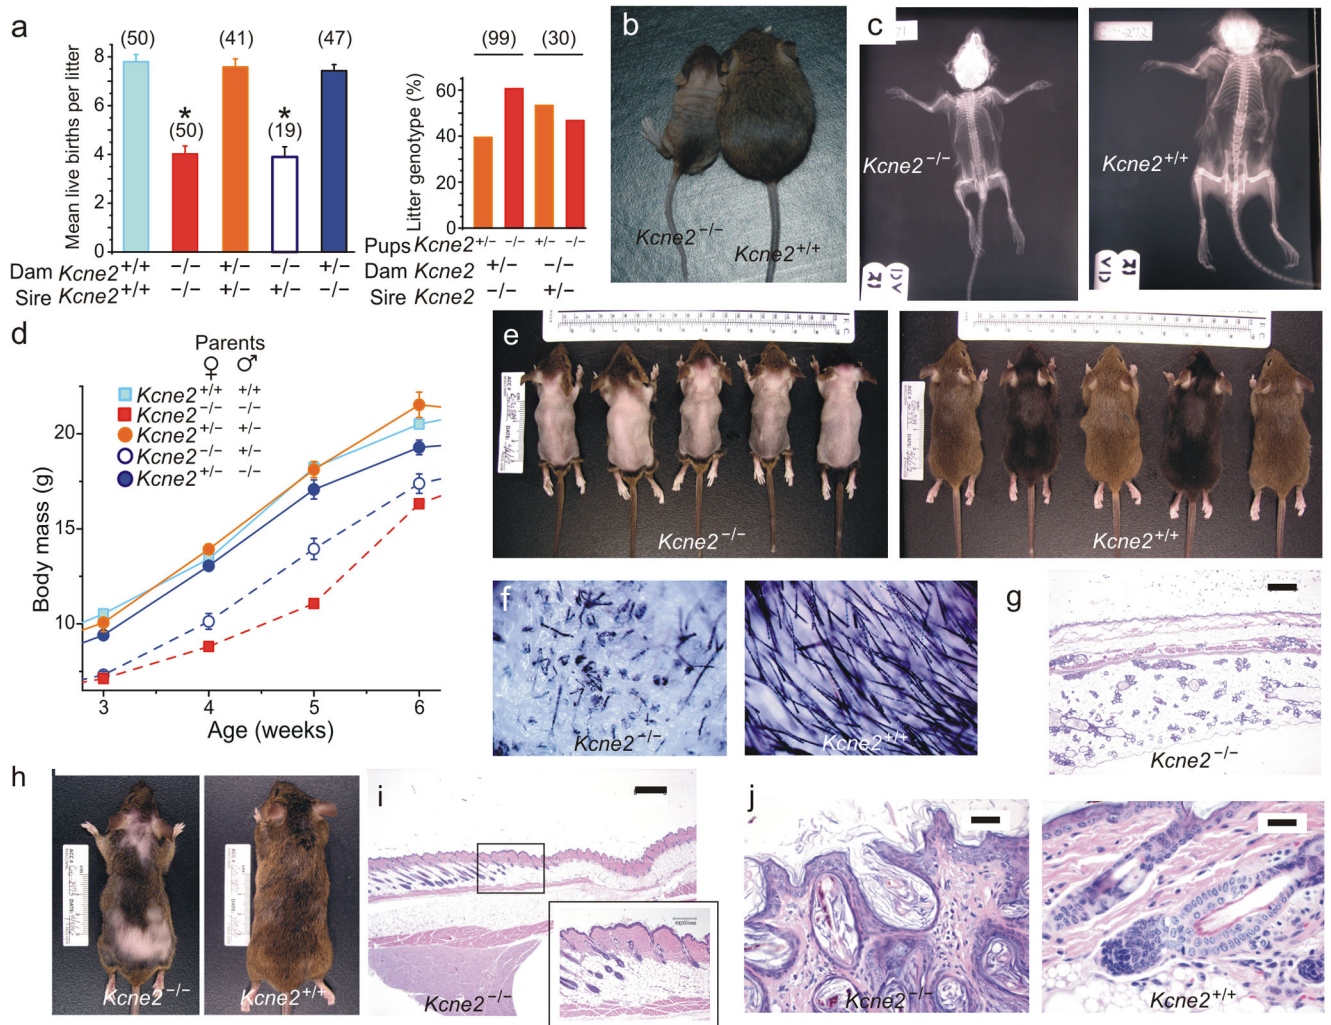 a
(50) (41) (47)
Mean live births per litter
8
6
4
2
0
* *
(50) (19)
Dam Kcne2 +/+ −/− +/− −/− +/−
Sire Kcne2 +/+ −/− +/− +/− −/−
(99) (30)
Litter genotype (%)
60
40
20
0
Pups Kcne2 +/− −/− +/− −/−
Dam Kcne2 +/− −/−
Sire Kcne2 −/− +/−
b
Kcne2 −/−
Kcne2 +/+
c
Kcne2 −/−
Kcne2 +/+
d
Parents
♀ ♂
Kcne2 +/+ +/+
Kcne2 −/− −/−
Kcne2 +/− +/−
Kcne2 −/− +/−
Kcne2 +/− −/−
Body mass (g)
20
15
10
3 4 5 6
Age (weeks)
e
Kcne2 −/−
Kcne2 +/+
f
Kcne2 −/−
Kcne2 +/+
g
Kcne2 −/−
h
Kcne2 −/−
Kcne2 +/+
i
Kcne2 −/−
j
Kcne2 −/−
Kcne2 +/+